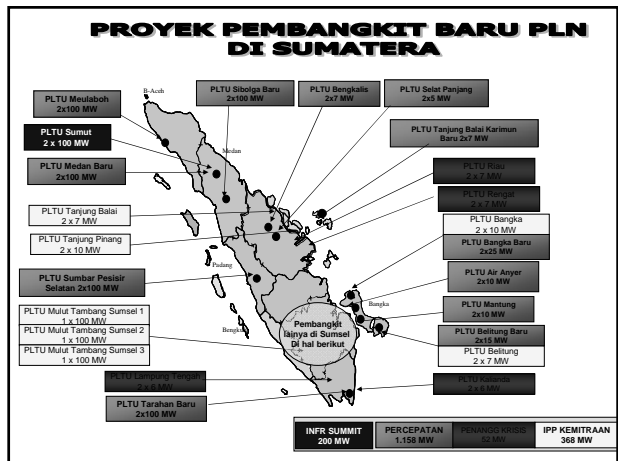 PROYEK PEMBANGKIT BARU PLN
DI SUMATERA
B-Aceh
PLTU Meulaboh
2x100 MW
PLTU Sibolga Baru
2x100 MW
PLTU Bengkalis
2x7 MW
PLTU Selat Panjang
2x5 MW
PLTU Sumut
2 x 100 MW
Medan
PLTU Tanjung Balai Karimun
Baru 2x7 MW
PLTU Medan Baru
2x100 MW
PLTU Riau
2 x 7 MW
PLTU Rengat
2 x 7 MW
PLTU Tanjung Balai
2 x 7 MW
PLTU Tanjung Pinang
2 x 10 MW
PLTU Bangka
2 x 10 MW
PLTU Bangka Baru
2x25 MW
Padang
PLTU Sumbar Pesisir
Selatan 2x100 MW
PLTU Air Anyer
2x10 MW
Bangka
PLTU Mantung
2x10 MW
PLTU Mulut Tambang Sumsel 1
1 x 100 MW
PLTU Mulut Tambang Sumsel 2
1 x 100 MW
PLTU Mulut Tambang Sumsel 3
1 x 100 MW
Pembangkit
lainya di Sumsel
Di hal berikut
PLTU Belitung Baru
2x15 MW
PLTU Belitung
2 x 7 MW
PLTU Lampung Tengah
2 x 6 MW
PLTU Kalianda
2 x 6 MW
PLTU Tarahan Baru
2x100 MW
INFR SUMMIT
200 MW
PERCEPATAN
1.158 MW
PENANGG KRISIS
52 MW
IPP KEMITRAAN
368 MW